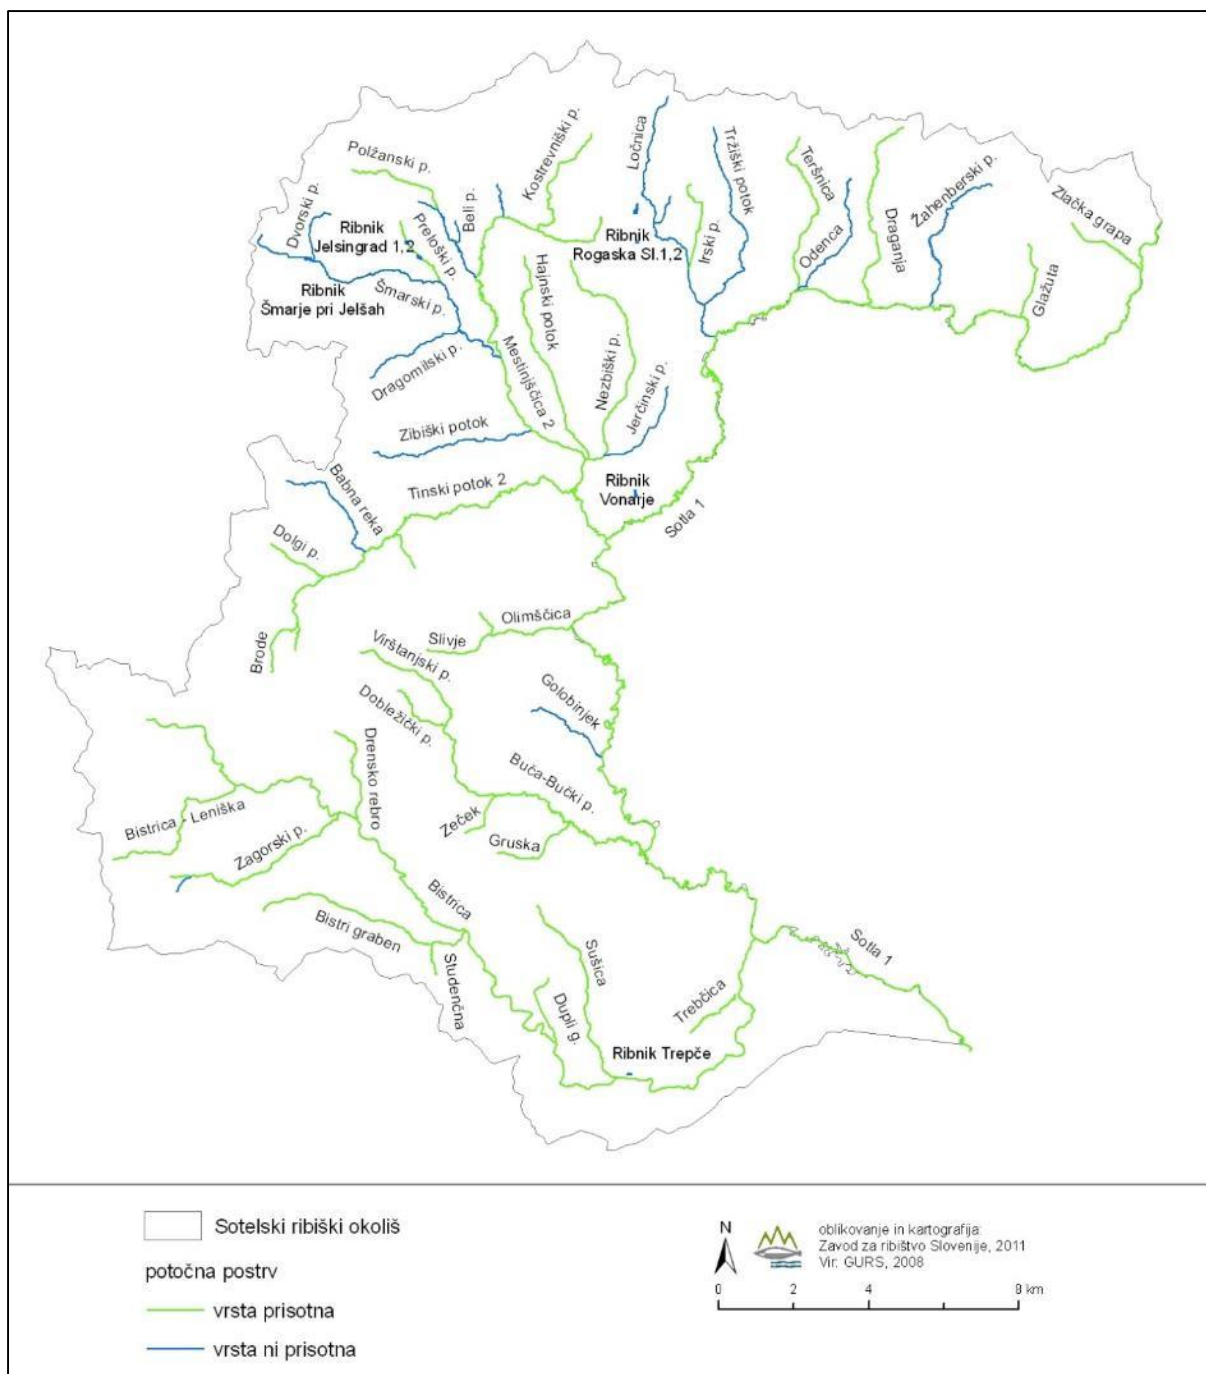 Polžanski p.
Kostrevniški p.
Ločnica
Tržiški potok
Teršnica
Žahenberski p.
Zlačka grapa
Dvorski p.
Ribnik
Jelsingrad 1,2
Preloški p.
Beli p.
Ribnik
Rogaska Sl.1,2
Irski p.
Odenca
Draganja
Glažuta
Ribnik
Šmarje pri Jelšah
Šmarski p.
Hajnski potok
Dragomilski p.
Mestinjščica 2
Nezbiški p.
Jerčinski p.
Zibiški potok
Babna reka
Tinski potok 2
Ribnik
Vonarje
Sotla 1
Dolgi p.
Brode
Olimščica
Slivje
Virštanjski p.
Dobležički p.
Golobinjek
Drensko rebro
Buča-Bučki p.
Bistrica - Leniška
Zagorski p.
Zeček
Gruska
Bistrica
Bistri graben
Studenčna
Sušica
Dupli g.
Trebčica
Sotla 1
Ribnik Trepče
Sotelski ribiški okoliš
potočna postrv
vrsta prisotna
vrsta ni prisotna
N
oblikovanje in kartografija:
Zavod za ribištvo Slovenije, 2011
Vir: GURS, 2008
0 2 4 8 km